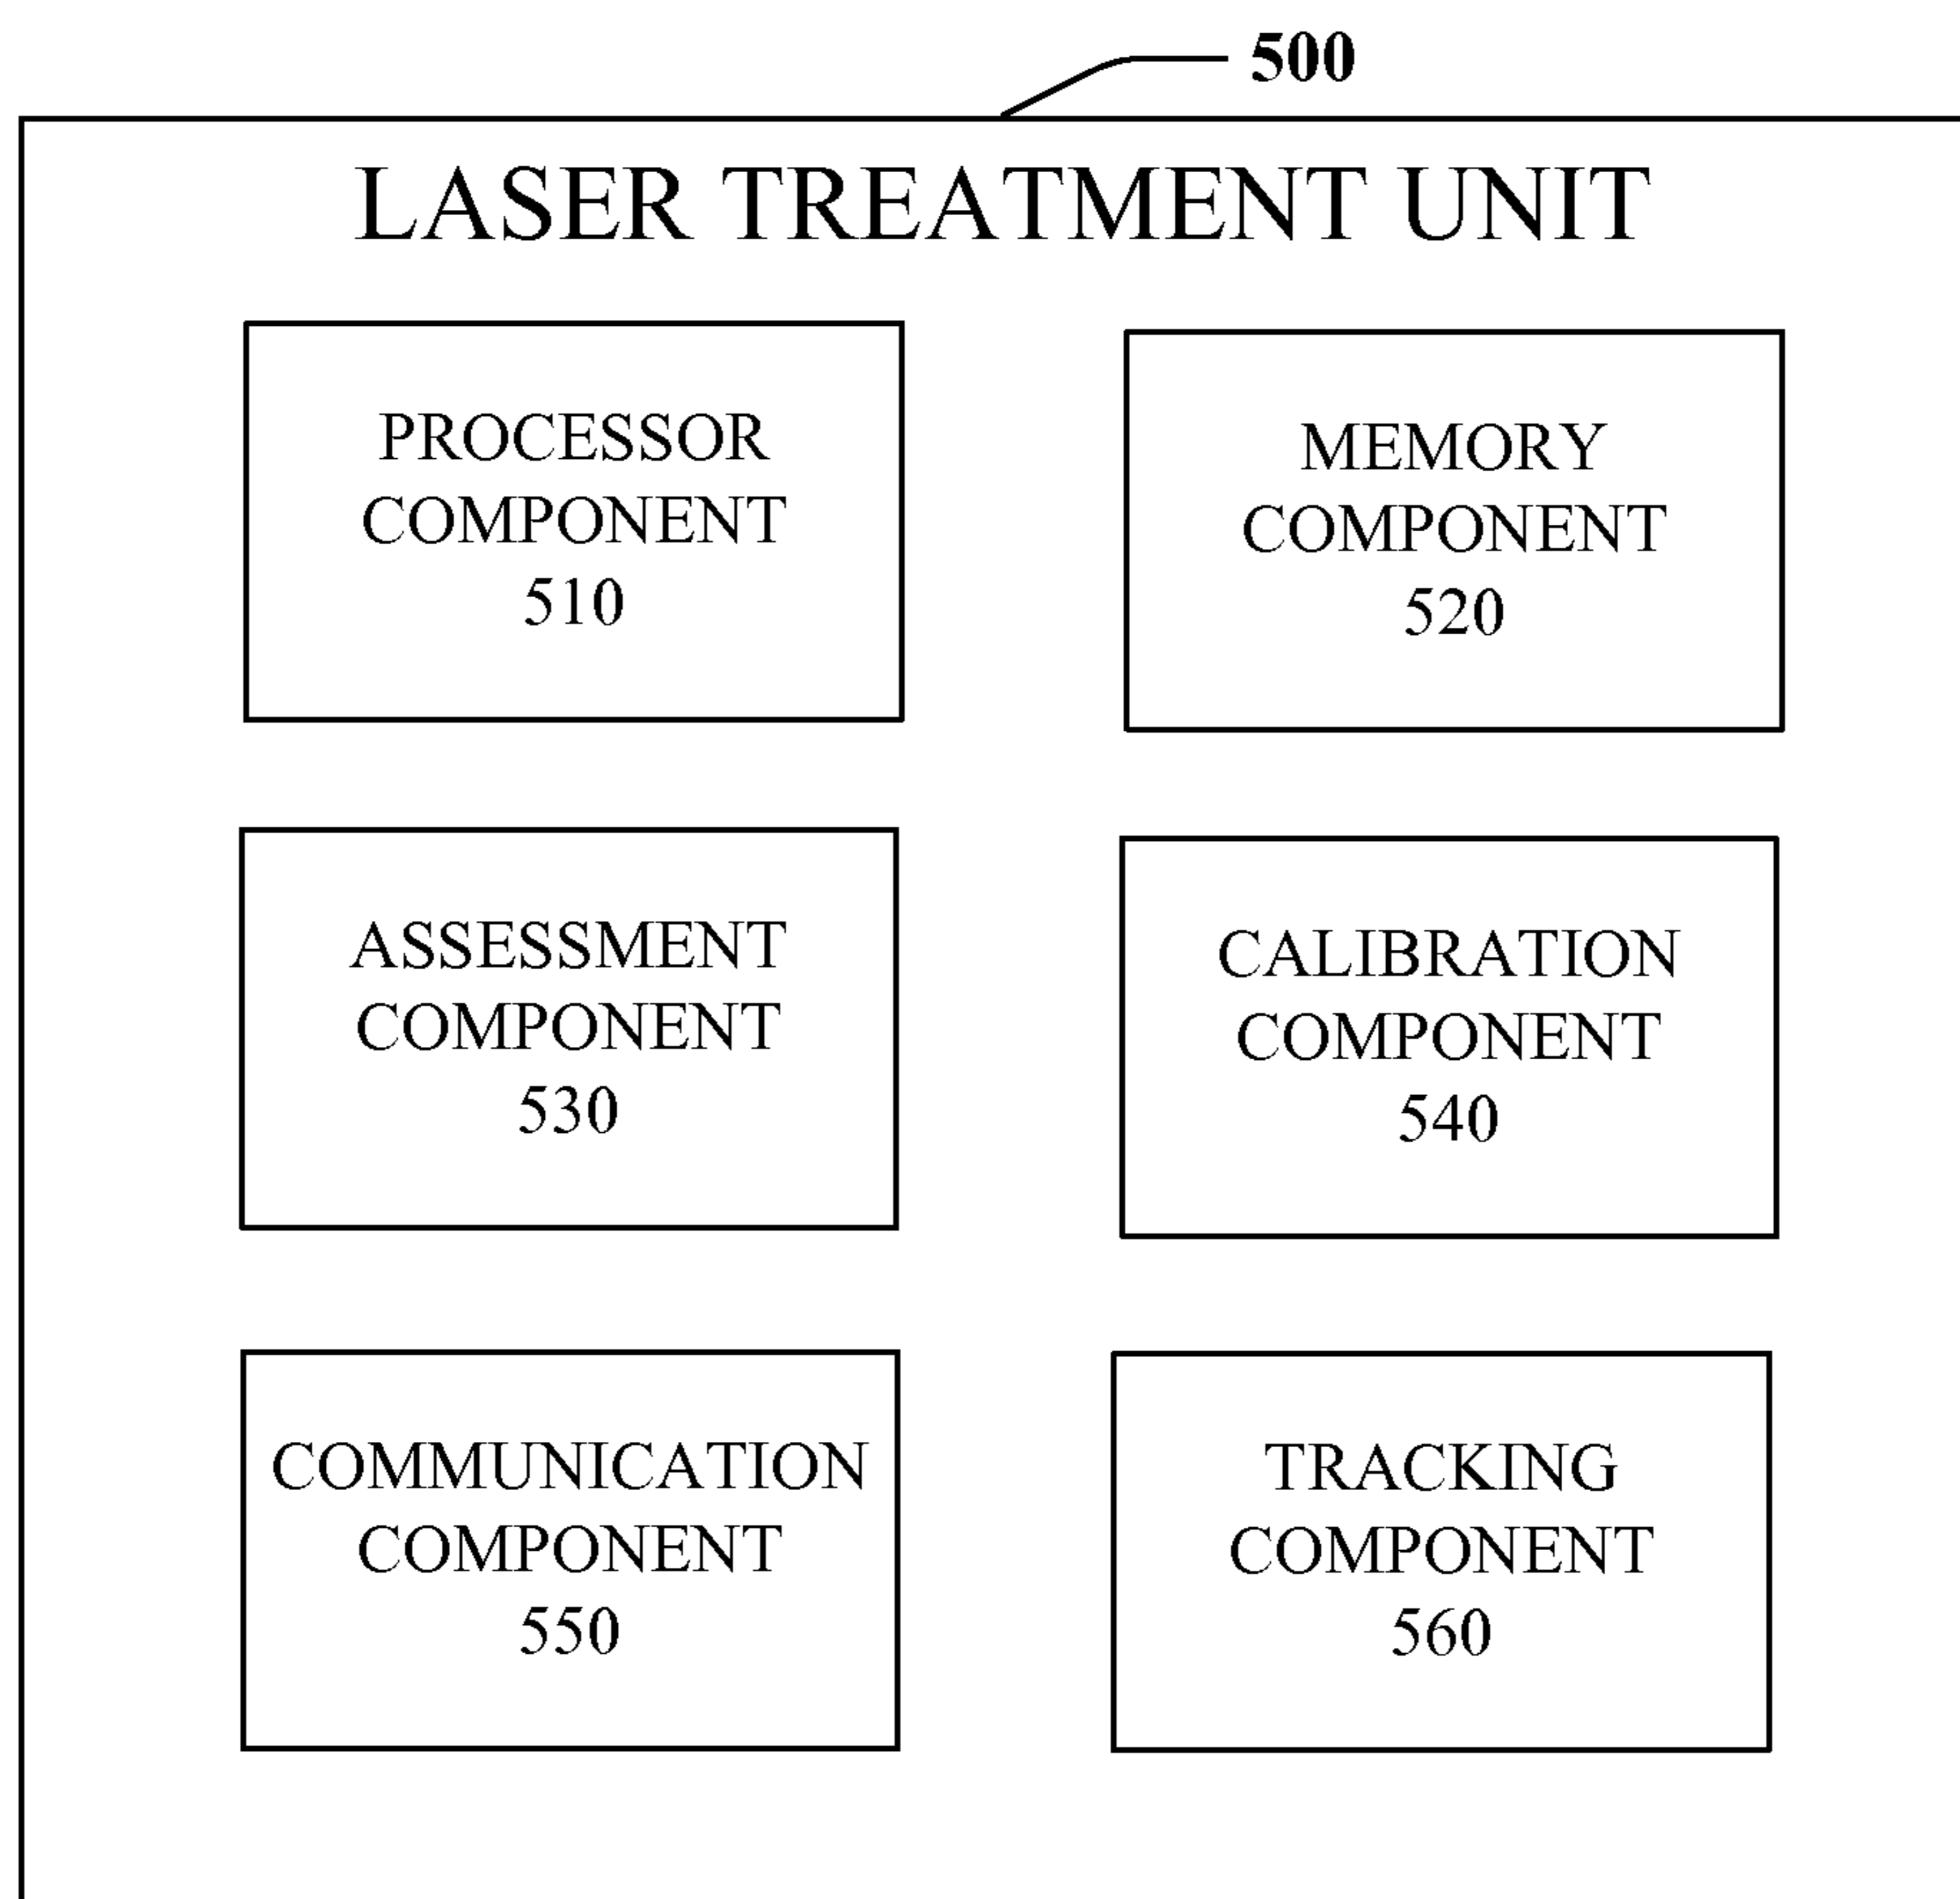 500
LASER TREATMENT UNIT
PROCESSOR
COMPONENT
510
MEMORY
COMPONENT
520
ASSESSMENT
COMPONENT
530
CALIBRATION
COMPONENT
540
COMMUNICATION
COMPONENT
550
TRACKING
COMPONENT
560